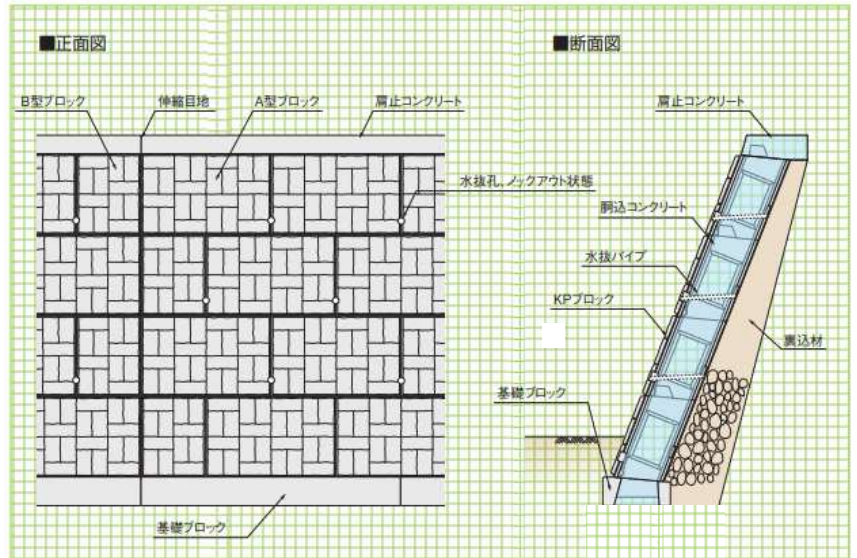 ■正面図
B型ブロック
伸縮目地
A型ブロック
肩止コンクリート
水抜孔、ノックアウト状態
基礎ブロック
■断面図
肩止コンクリート
胴込コンクリート
水抜パイプ
KPブロック
裏込材
基礎ブロック